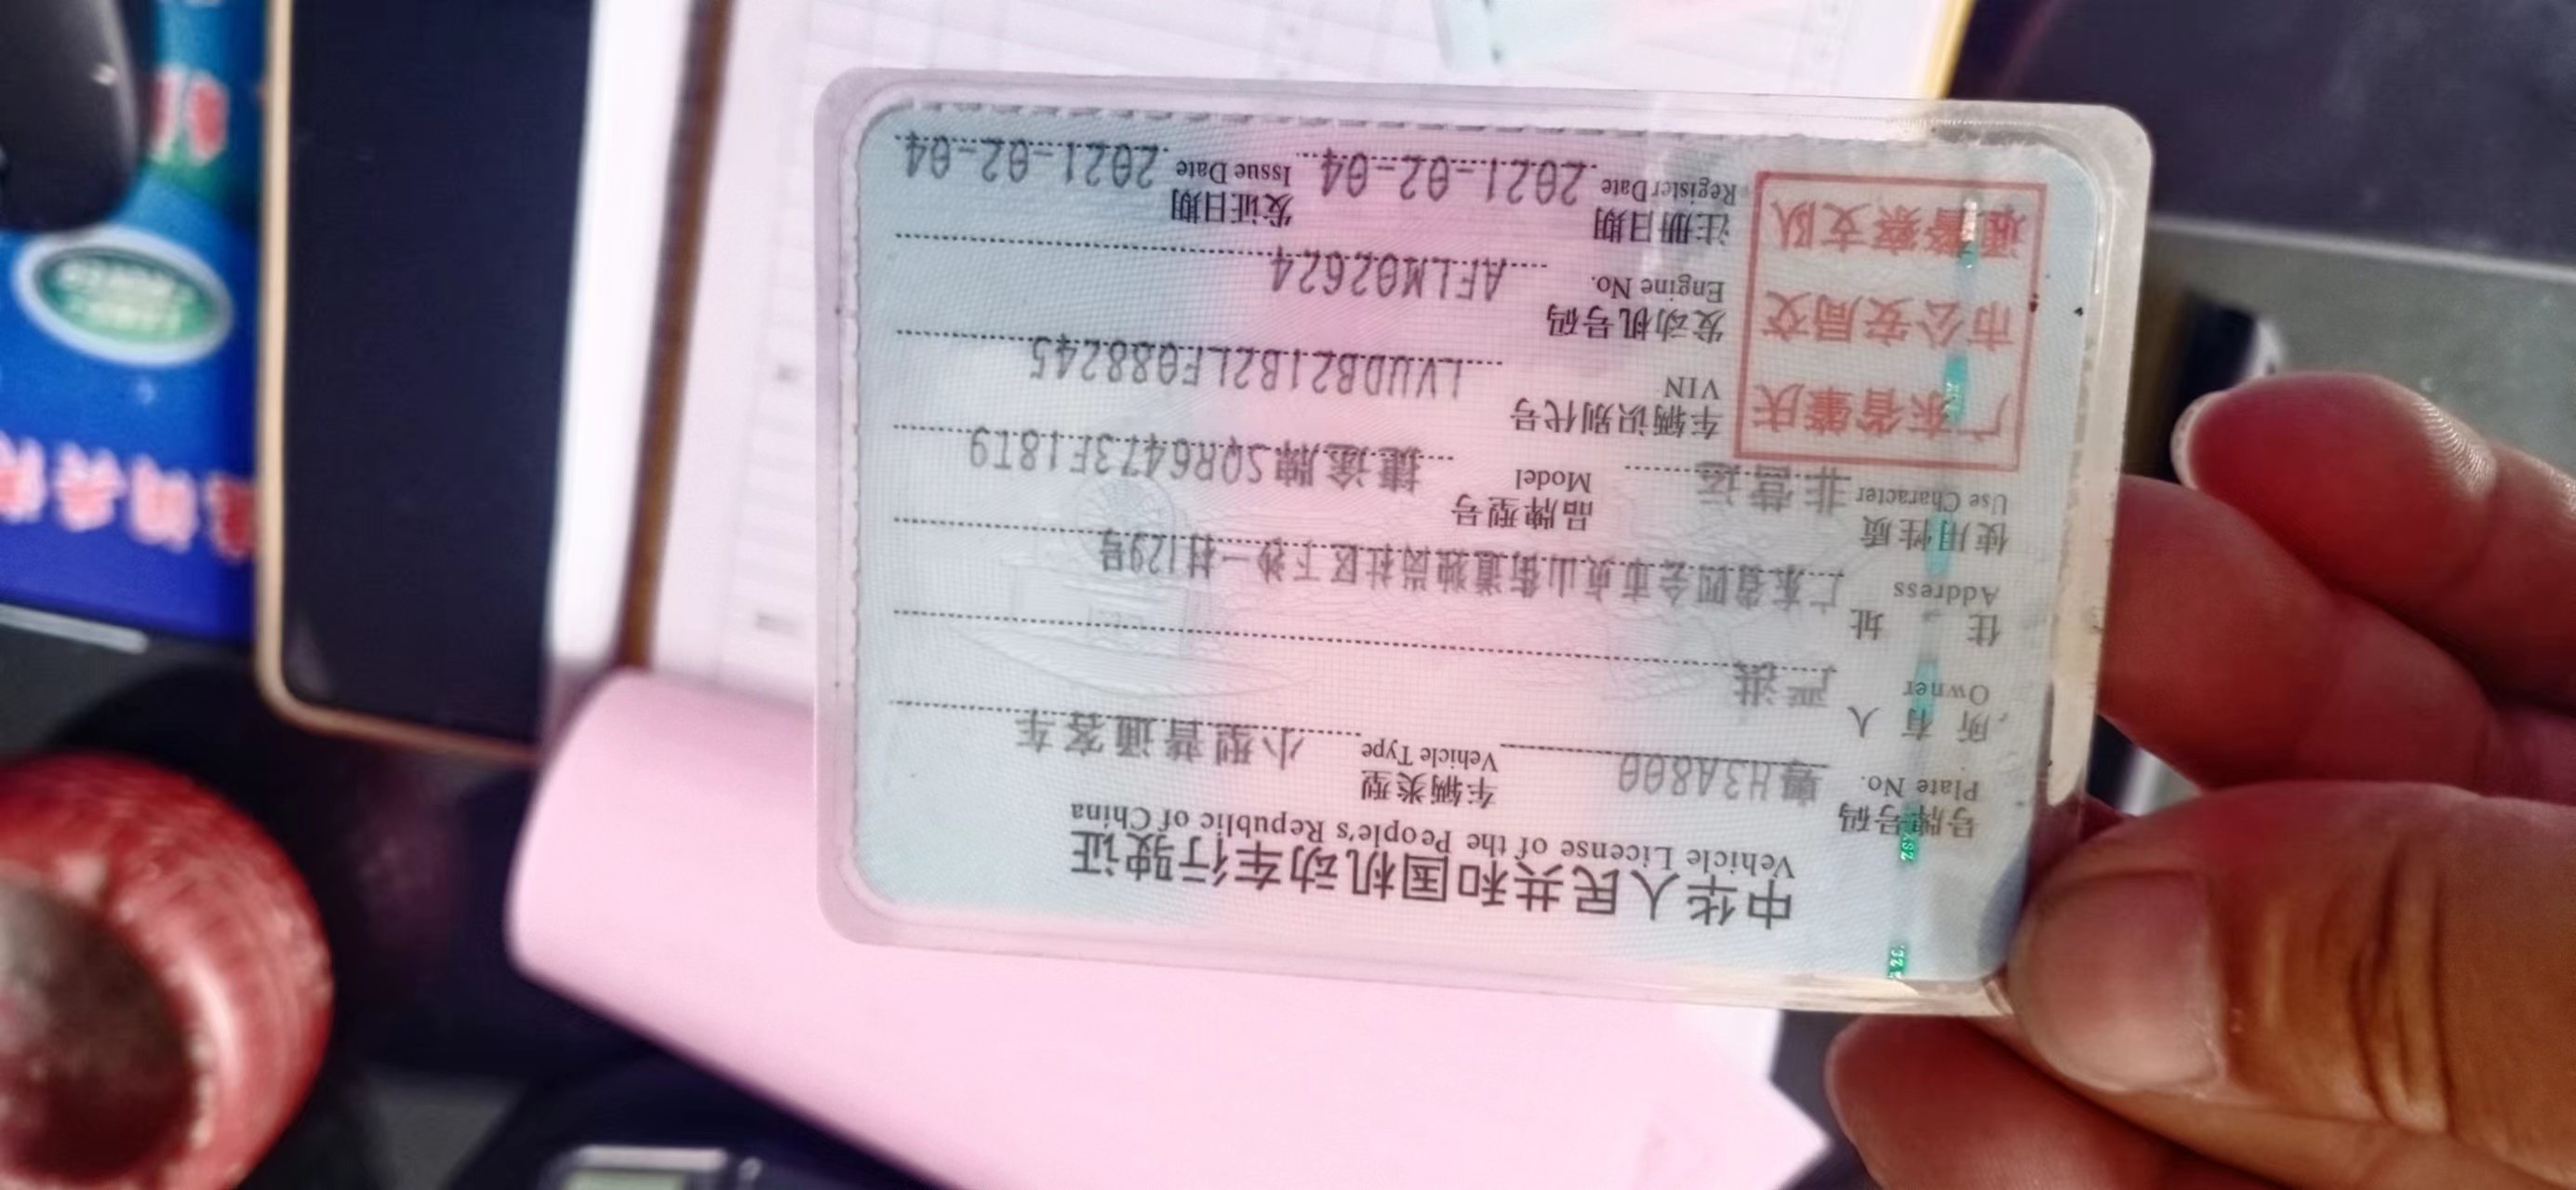 中华人民共和国机动车行驶证
Vehicle License of the People's Republic of China
号牌号码 粤H3A800 车辆类型 小型普通客车
Plate No. Vehicle Type
所有人 严洪
Owner
住址 广东省四会市贞山街道独岗社区下沙一村129号
Address
使用性质 非营运 品牌型号 捷途牌SQR6473F18T9
Use Character Model
广东省肇庆
市公安局交
通警察支队
车辆识别代号 LVUDB21B2LF088245
VIN
发动机号码 AFLM02624
Engine No.
注册日期 2021-02-04 发证日期 2021-02-04
Register Date Issue Date